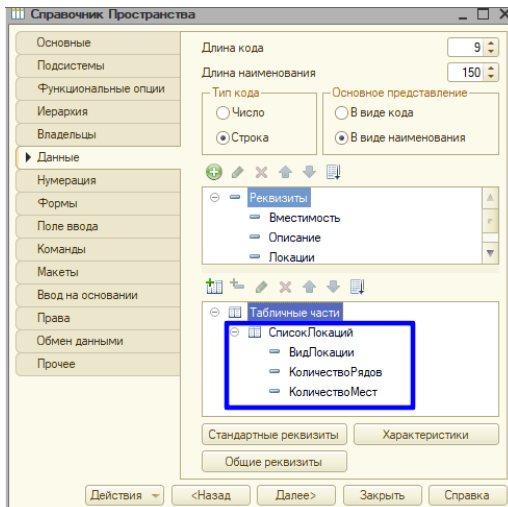 Справочник Пространства
Основные
Подсистемы
Функциональные опции
Иерархия
Владельцы
Данные
Нумерация
Формы
Поле ввода
Команды
Макеты
Ввод на основании
Права
Обмен данными
Прочее
Длина кода 9
Длина наименования 150
Тип кода
Число
Строка
Основное представление
В виде кода
В виде наименования
Реквизиты
Вместимость
Описание
Локации
Табличные части
СписокЛокаций
ВидЛокации
КоличествоРядов
КоличествоМест
Стандартные реквизиты Характеристики
Общие реквизиты
Действия <Назад Далее> Закрыть Справка